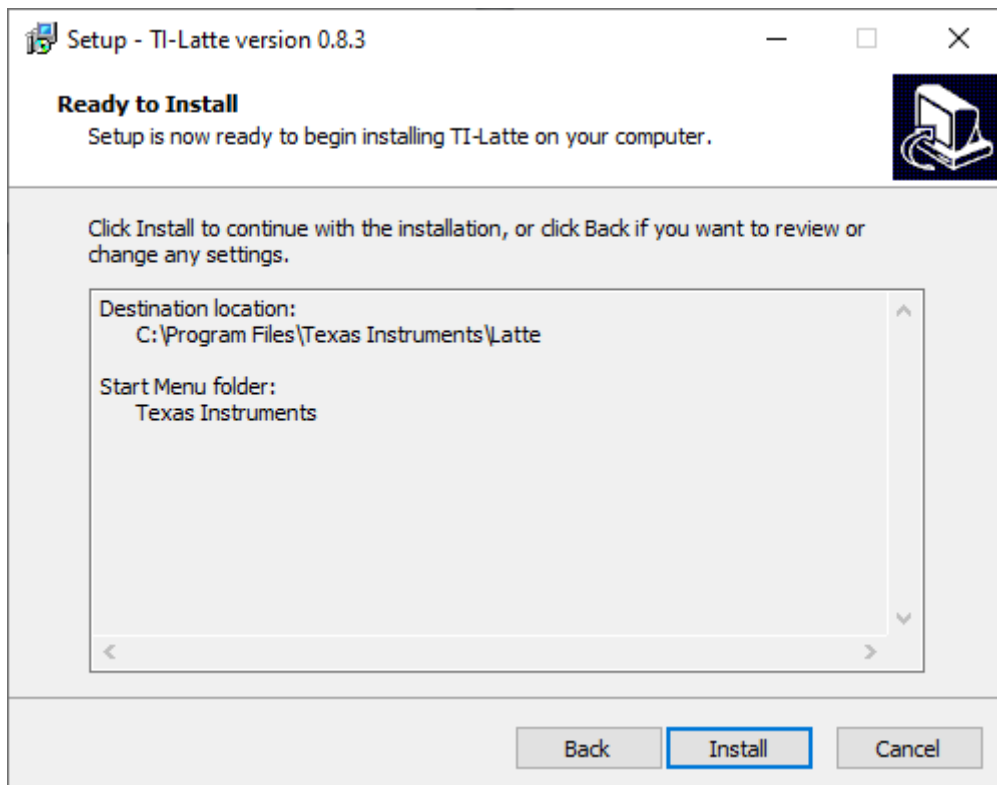 Setup - TI-Latte version 0.8.3
Ready to Install
Setup is now ready to begin installing TI-Latte on your computer.
Click Install to continue with the installation, or click Back if you want to review or
change any settings.
Destination location:
C:\Program Files\Texas Instruments\Latte
Start Menu folder:
Texas Instruments
Back
Install
Cancel